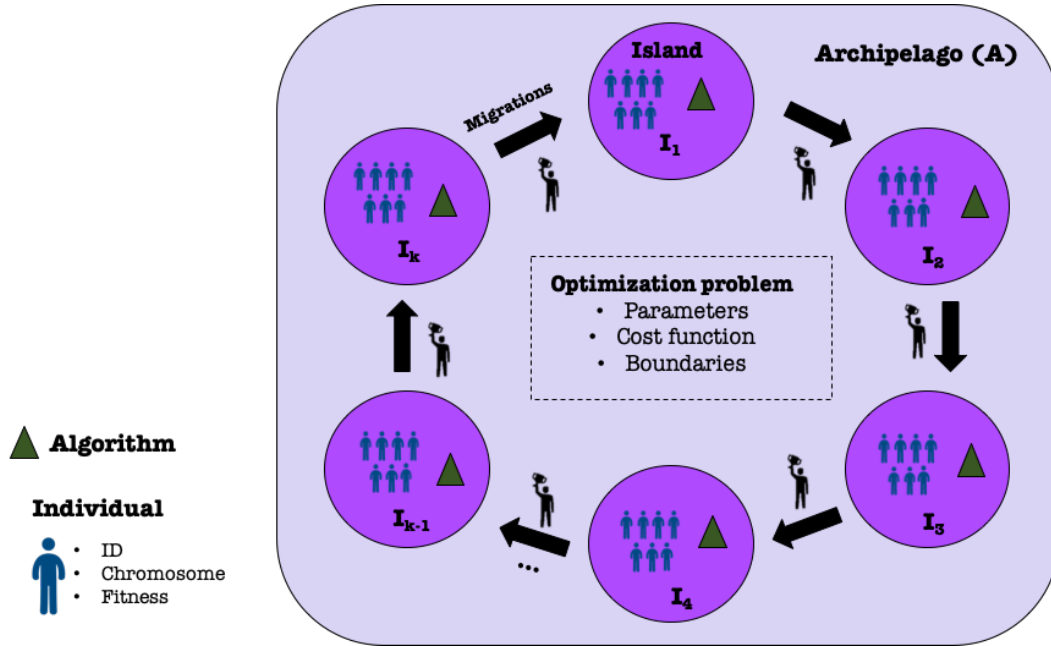 Island
Archipelago (A)
Migrations
I₁
I₂
Iₖ
Optimization problem
• Parameters
• Cost function
• Boundaries
Algorithm
Individual
• ID
• Chromosome
• Fitness
Iₖ₋₁
I₃
...
I₄